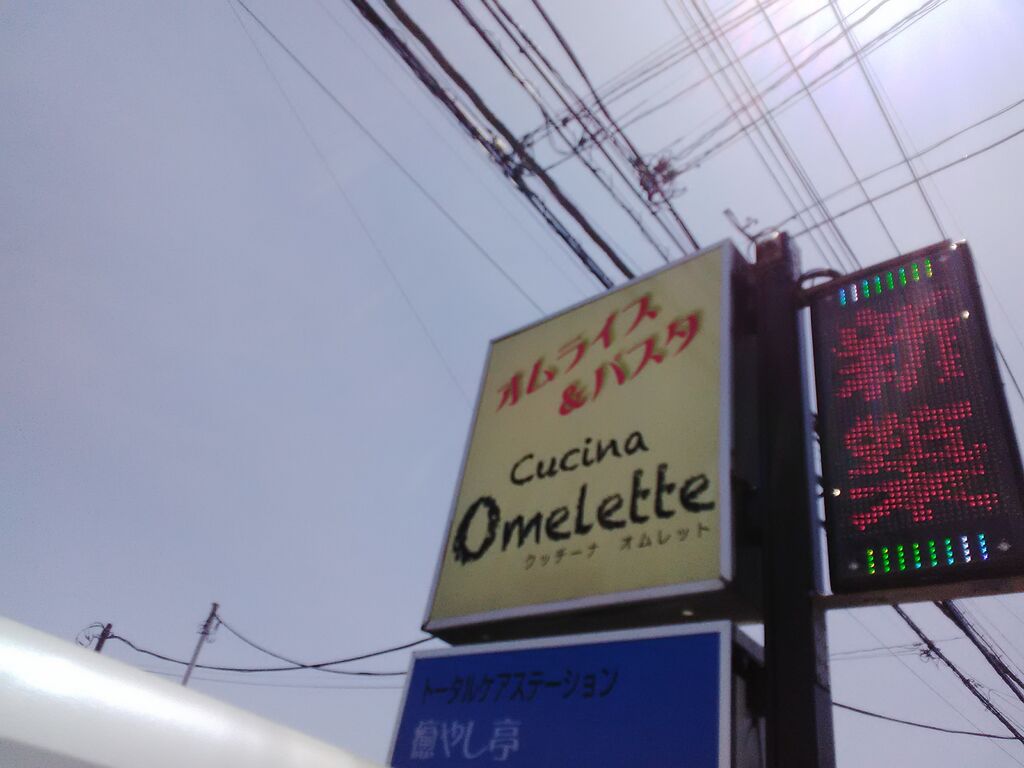 オムライス
&パスタ
Cucina
Omelette
クッチーナ オムレット
トータルケアステーション
癒やし亭